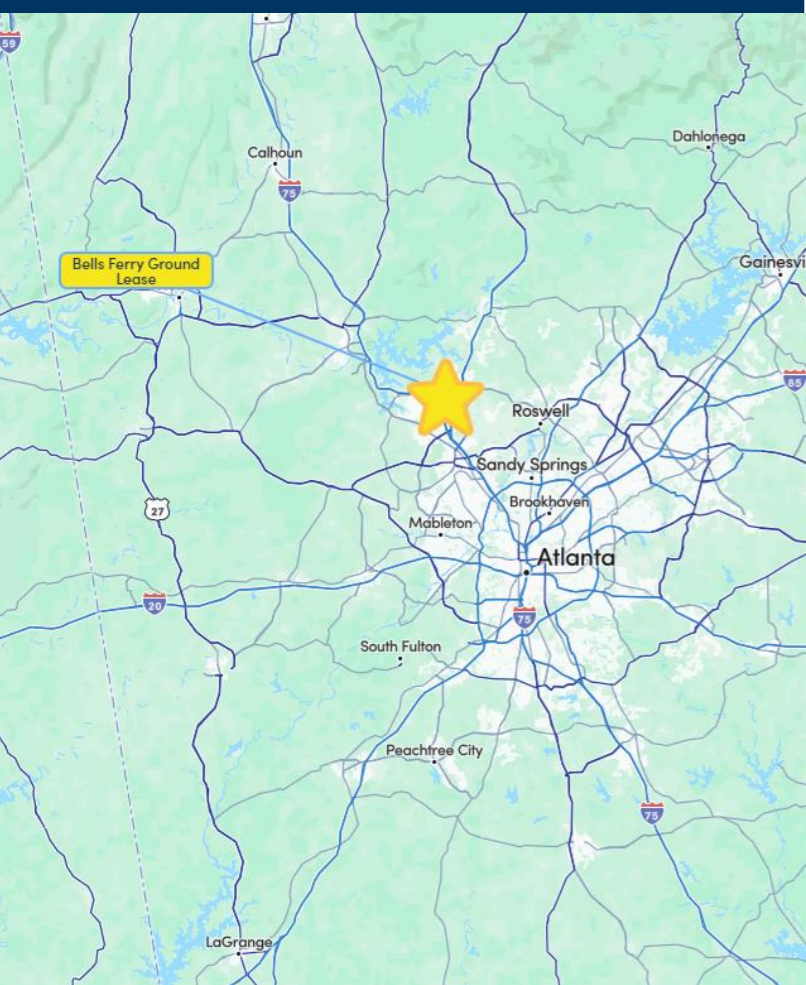 59
Calhoun
75
Dahlonega
Bells Ferry Ground
Lease
Gainesvi
85
Roswell
Sandy Springs
27
Brookhaven
Mableton
Atlanta
20
75
South Fulton
Peachtree City
75
LaGrange